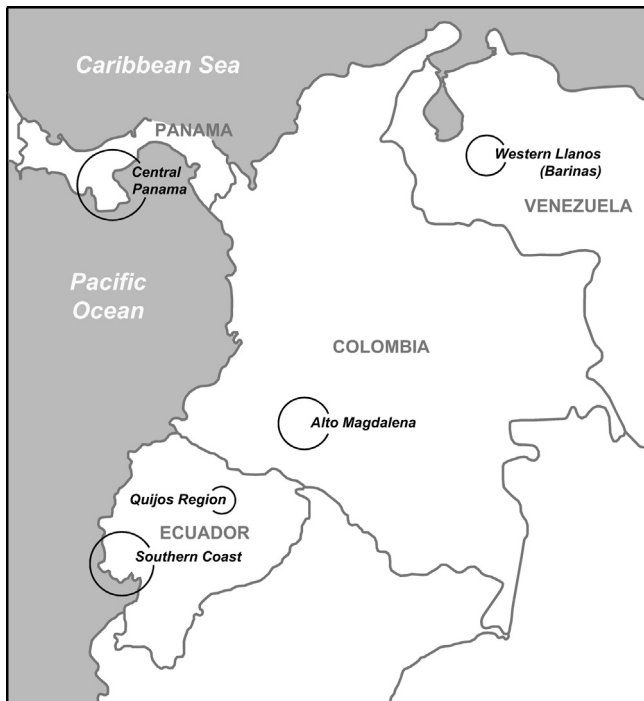 Caribbean Sea
PANAMA
Central
Panama
Western Llanos
(Barinas)
VENEZUELA
Pacific
Ocean
COLOMBIA
Alto Magdalena
Quijos Region
ECUADOR
Southern Coast